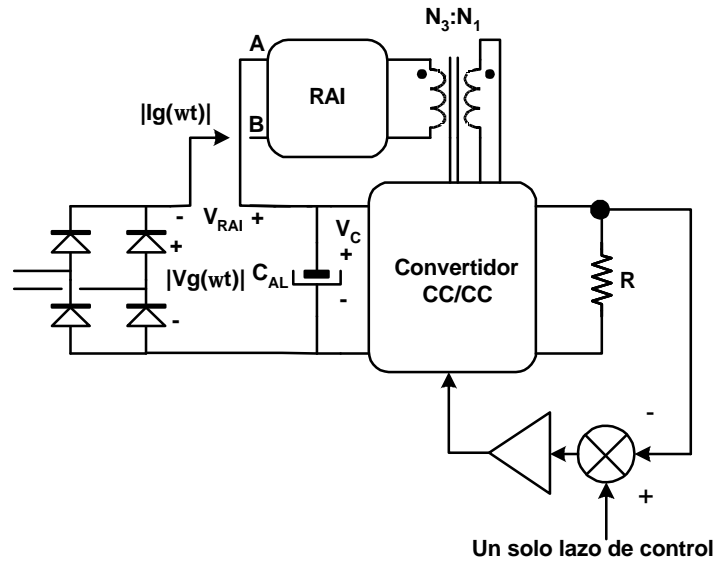 N3:N1
A
RAI
|Ig(wt)|
B
- VRAI +
VC
+
+
|Vg(wt)| CAL
-
-
Convertidor
CC/CC
R
-
+
Un solo lazo de control